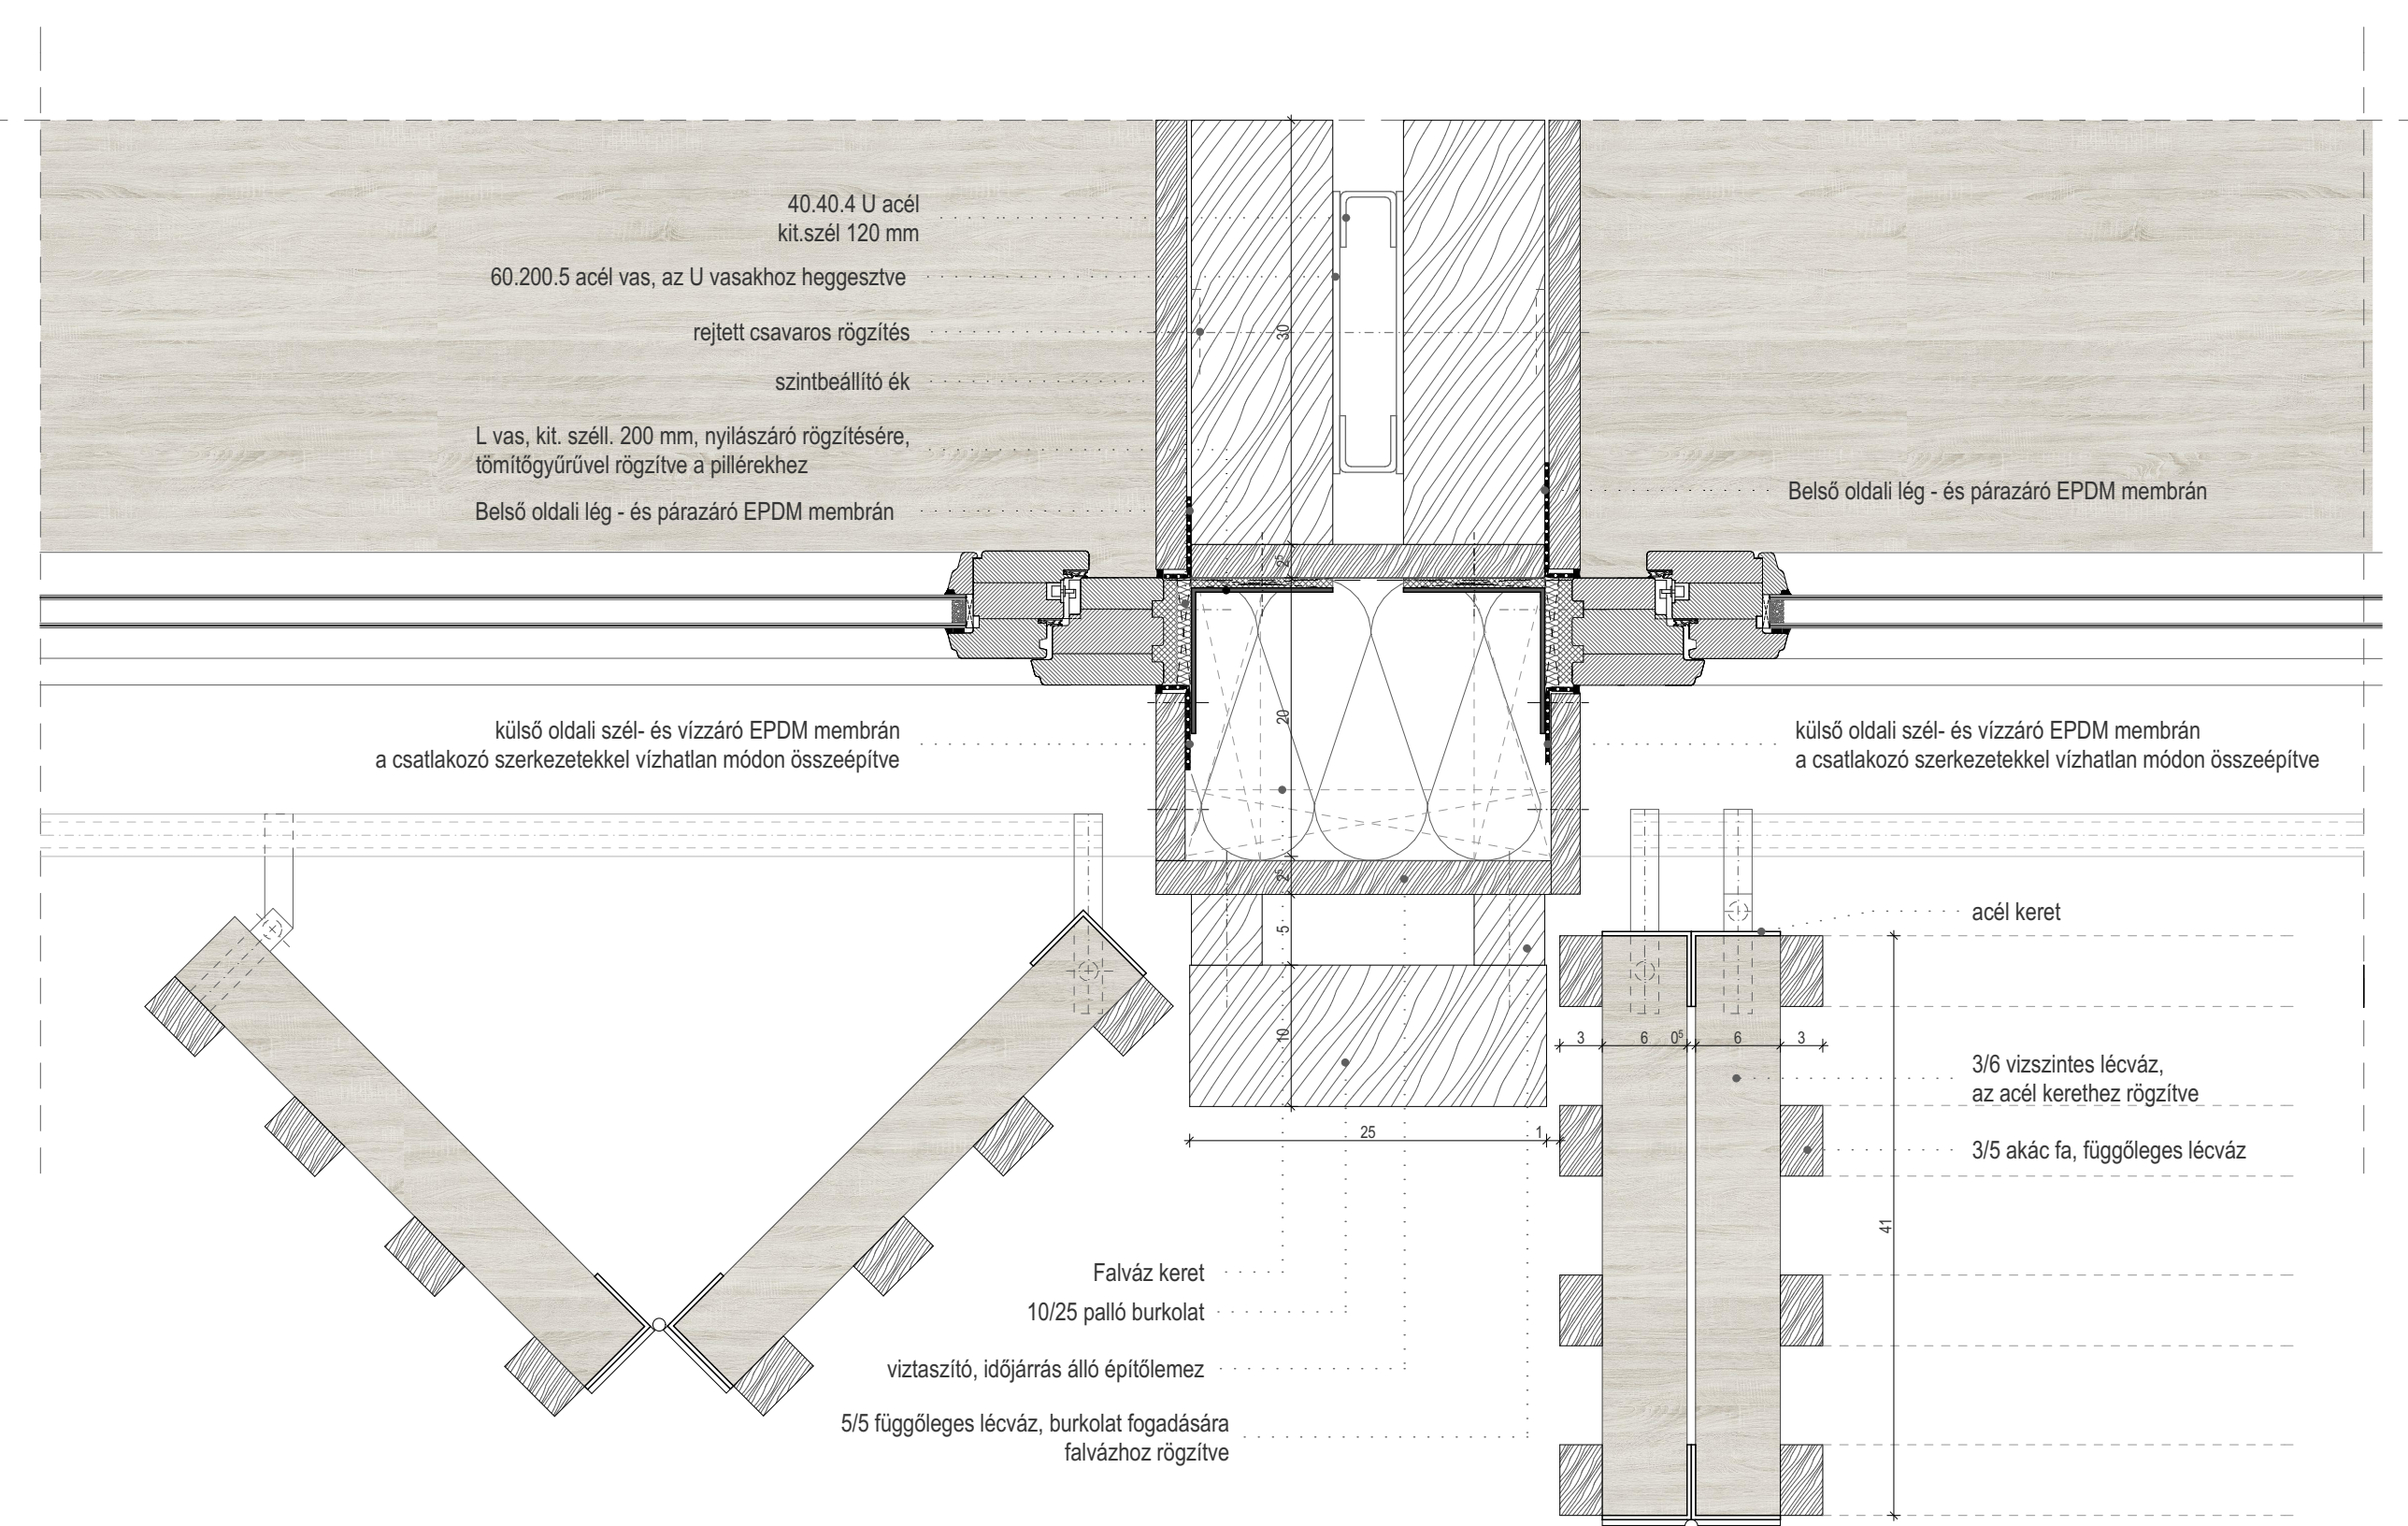 40.40.4 U acél
kit.szél 120 mm
60.200.5 acél vas, az U vasakhoz heggesztve
rejtett csavaros rögzítés
30
szintbeállító ék
L vas, kit. széll. 200 mm, nyilászáró rögzítésére,
tömítőgyűrűvel rögzítve a pillérekhez
Belső oldali lég - és párazáró EPDM membrán
Belső oldali lég - és párazáró EPDM membrán
2⁵
20
külső oldali szél- és vízzáró EPDM membrán
a csatlakozó szerkezetekkel vízhatlan módon összeépítve
külső oldali szél- és vízzáró EPDM membrán
a csatlakozó szerkezetekkel vízhatlan módon összeépítve
2⁵
5
acél keret
10
3 6 0⁵ 6 3
3/6 vizszintes lécváz,
az acél kerethez rögzítve
25 1
3/5 akác fa, függőleges lécváz
41
Falváz keret
10/25 palló burkolat
viztaszító, időjárrás álló építőlemez
5/5 függőleges lécváz, burkolat fogadására
falvázhoz rögzítve